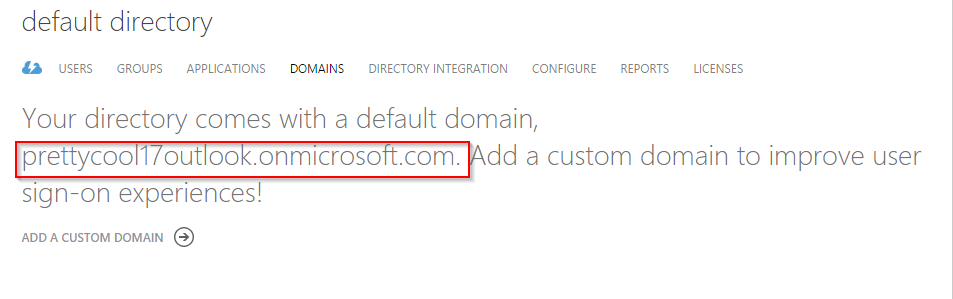 default directory
USERS GROUPS APPLICATIONS DOMAINS DIRECTORY INTEGRATION CONFIGURE REPORTS LICENSES
Your directory comes with a default domain,
prettycool17outlook.onmicrosoft.com. Add a custom domain to improve user
sign-on experiences!
ADD A CUSTOM DOMAIN